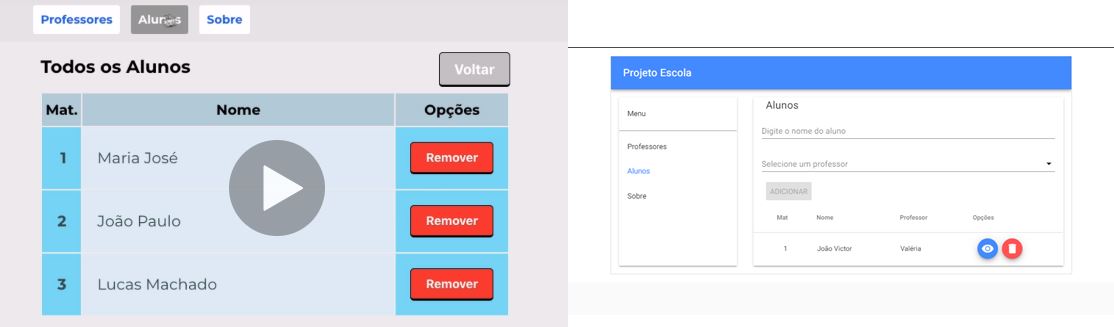 Professores Alunos Sobre
Todos os Alunos
Voltar
Mat. Nome Opções
1 Maria José Remover
2 João Paulo Remover
3 Lucas Machado Remover
Projeto Escola
Menu
Professores
Alunos
Sobre
Alunos
Digite o nome do aluno
Selecione um professor
ADICIONAR
Mat Nome Professor Opções
1 João Victor Valéria